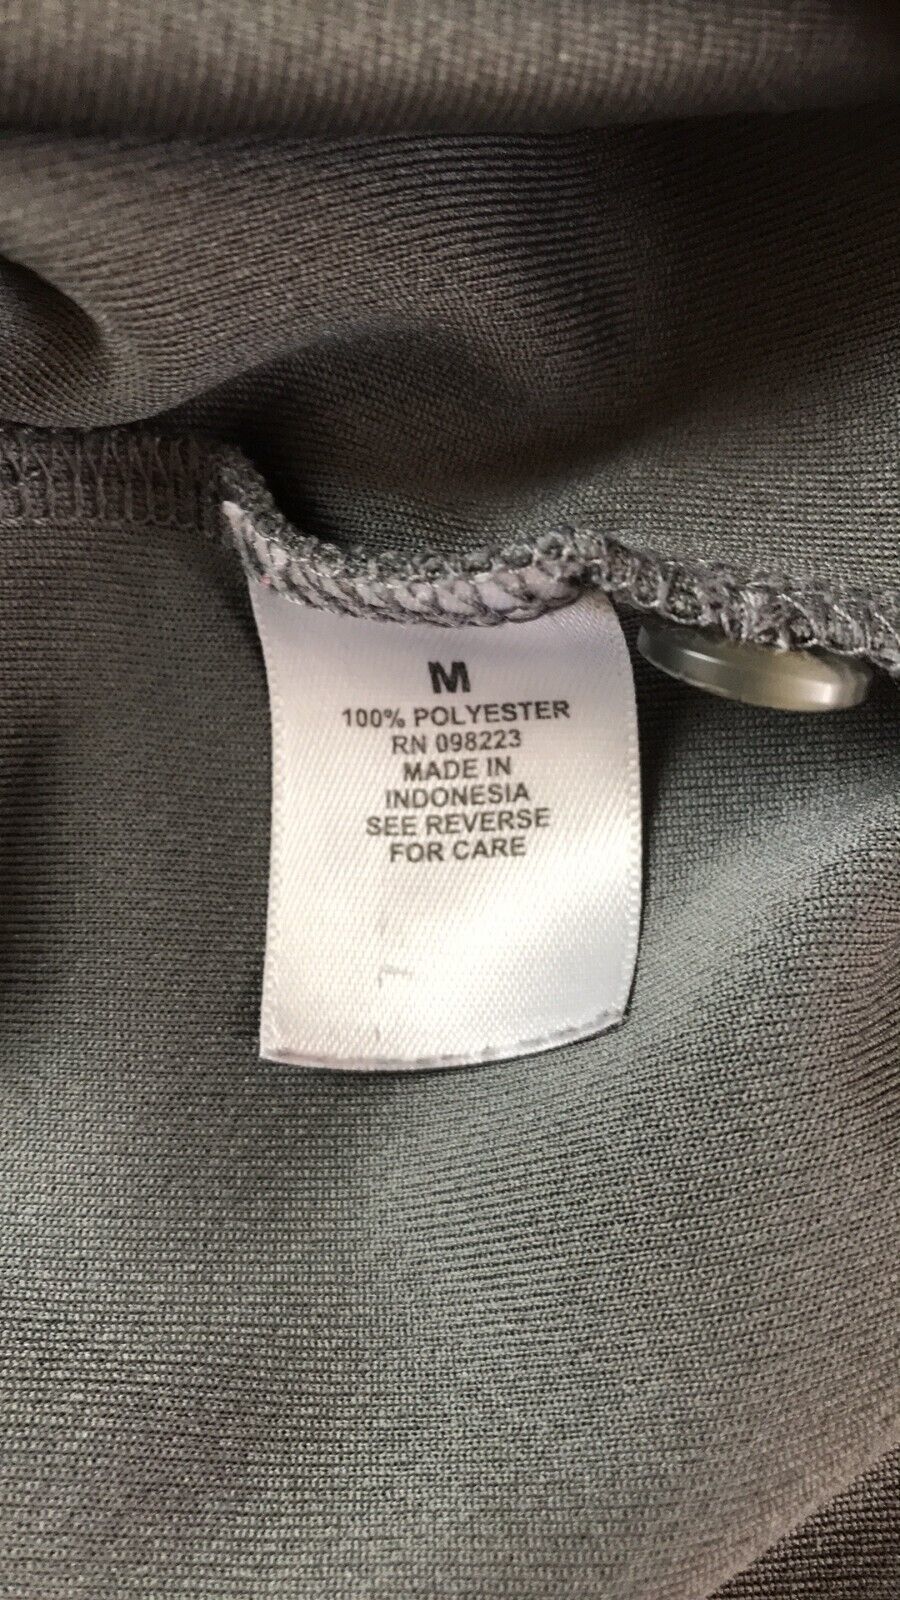 M
100% POLYESTER
RN 098223
MADE IN
INDONESIA
SEE REVERSE
FOR CARE